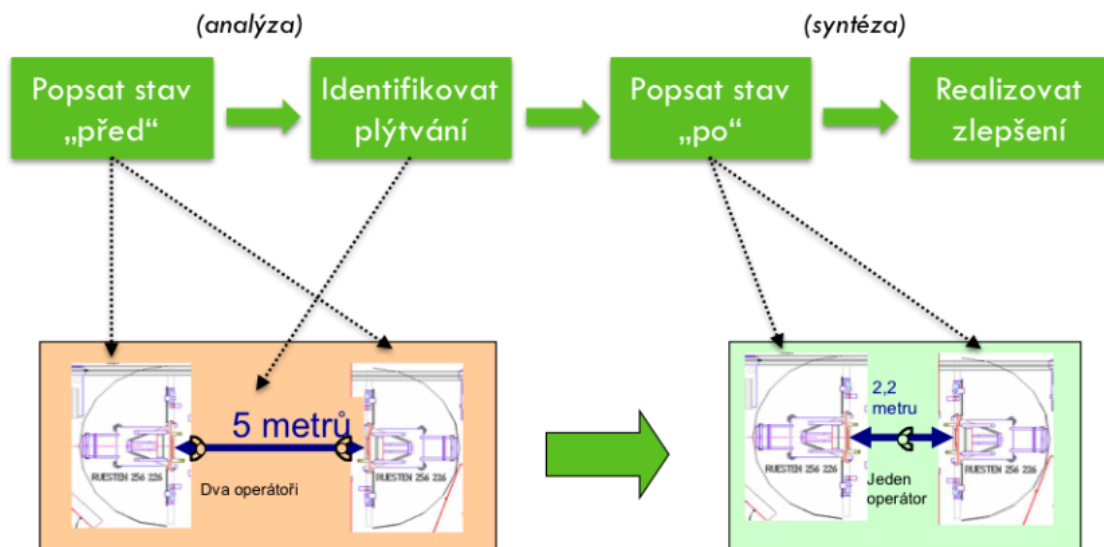 (analýza)
(syntéza)
Popsat stav
„před“
Identifikovat
plýtvání
Popsat stav
„po“
Realizovat
zlepšení
5 metrů
RUESTEN 256 226
RUESTEN 256 226
Dva operátoři
2,2
metru
RUESTEN 256 226
RUESTEN 256 226
Jeden
operátor